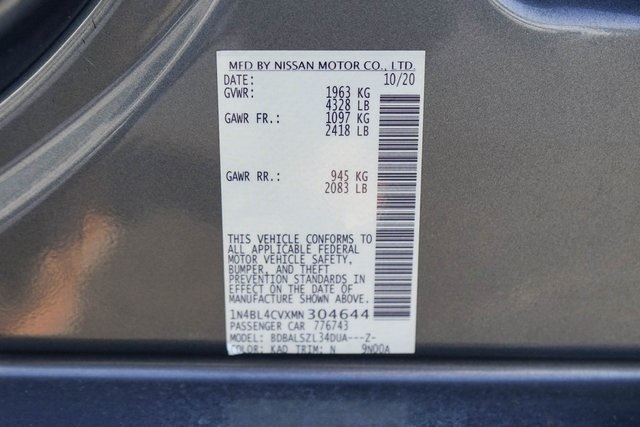 MFD BY NISSAN MOTOR CO., LTD.
DATE: 10/20
GVWR: 1963 KG
4328 LB
GAWR FR.: 1097 KG
2418 LB
GAWR RR.: 945 KG
2083 LB
THIS VEHICLE CONFORMS TO
ALL APPLICABLE FEDERAL
MOTOR VEHICLE SAFETY,
BUMPER, AND THEFT
PREVENTION STANDARDS IN
EFFECT ON THE DATE OF
MANUFACTURE SHOWN ABOVE.
1N4BL4CVXMN304644
PASSENGER CAR 776743
MODEL: BDBALSZL34DUA---Z-
COLOR: KAD TRIM: N 9N00A